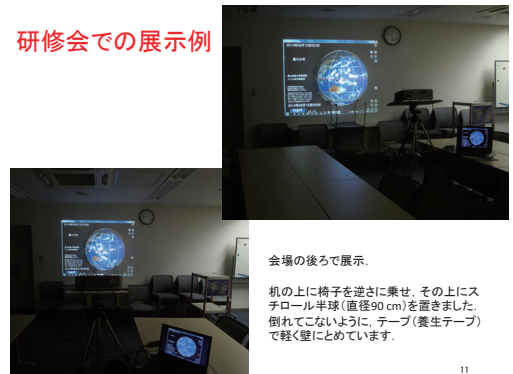 研修会での展示例
会場の後ろで展示.
机の上に椅子を逆さに乗せ，その上にス
チロール半球（直径90 cm）を置きました.
倒れてこないように，テープ（養生テープ）
で軽く壁にとめています.
11